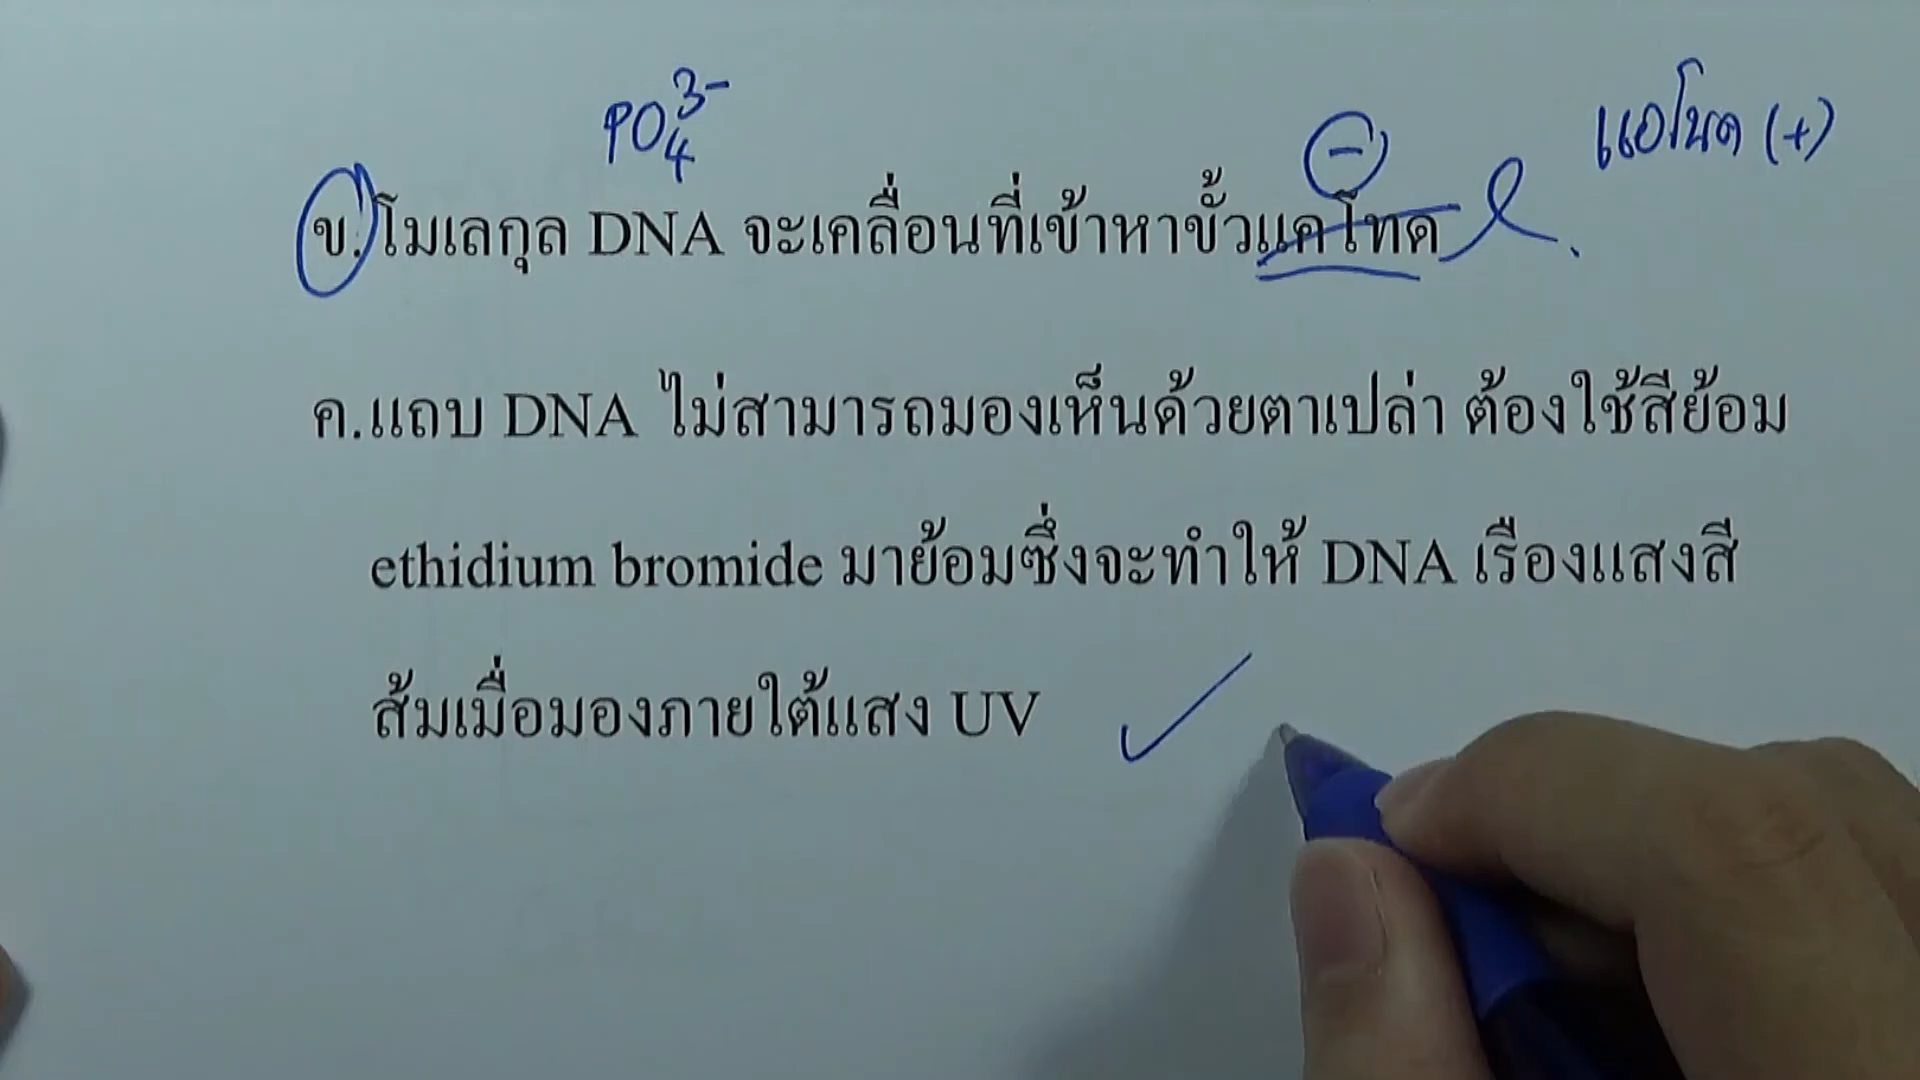 PO₄³⁻
(-) แอโนด (+)
ข.โมเลกุล DNA จะเคลื่อนที่เข้าหาขั้วแคโทด
ค.แถบ DNA ไม่สามารถมองเห็นด้วยตาเปล่า ต้องใช้สีย้อม
ethidium bromide มาย้อมซึ่งจะทำให้ DNA เรืองแสงสี
ส้มเมื่อมองภายใต้แสง UV